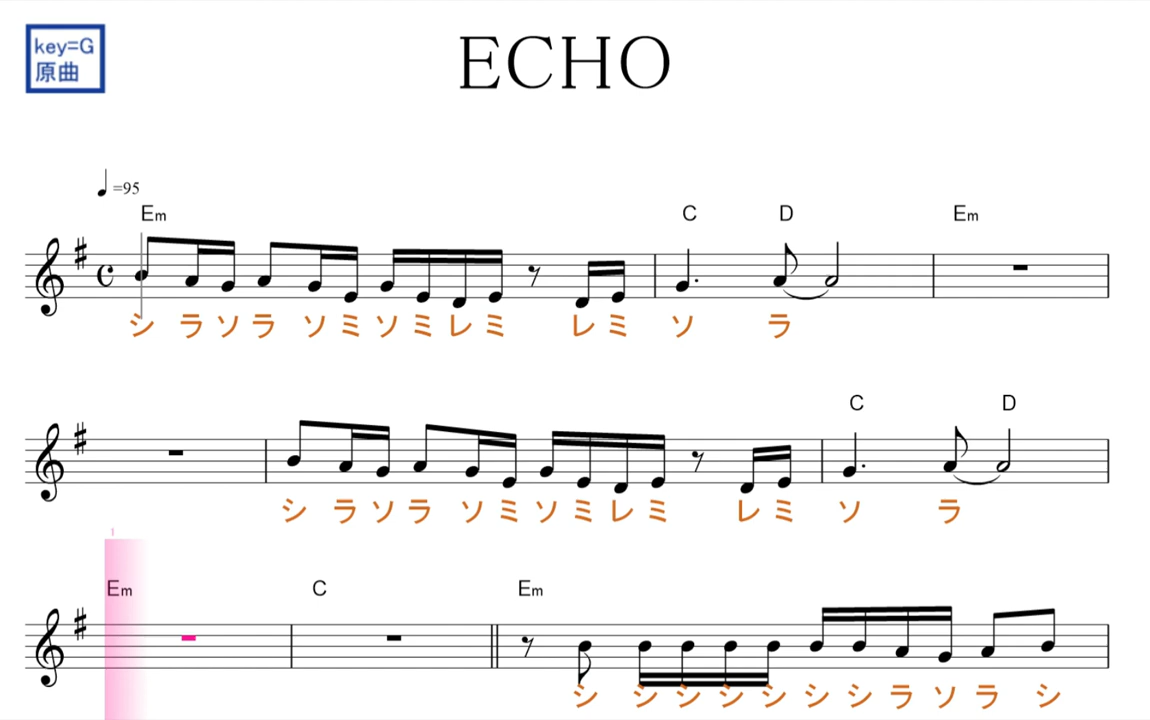 key=G
原曲
ECHO
=95
Em C D Em
シ ラ ソ ラ ソ ミ ソ ミ レ ミ レ ミ ソ ラ
C D
シ ラ ソ ラ ソ ミ ソ ミ レ ミ レ ミ ソ ラ
Em C Em
シ シ シ シ シ シ シ ラ ソ ラ シ